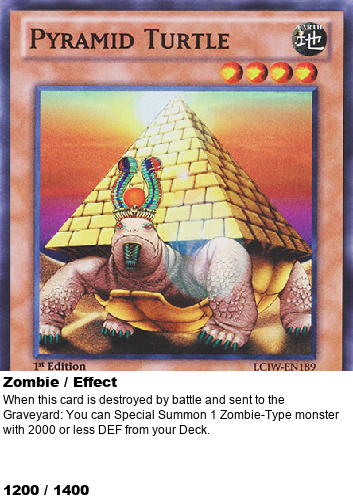 PYRAMID TURTLE
EARTH
地
1st Edition
LCJW-EN189
Zombie / Effect
When this card is destroyed by battle and sent to the
Graveyard: You can Special Summon 1 Zombie-Type monster
with 2000 or less DEF from your Deck.
1200 / 1400